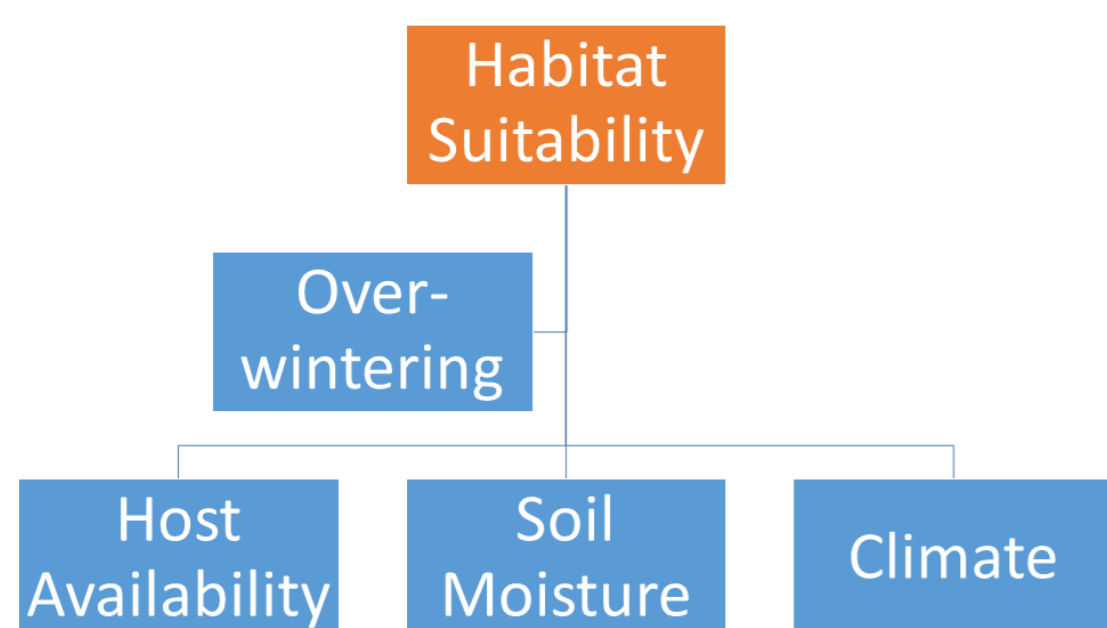 Habitat
Suitability
Over-
wintering
Host
Availability
Soil
Moisture
Climate